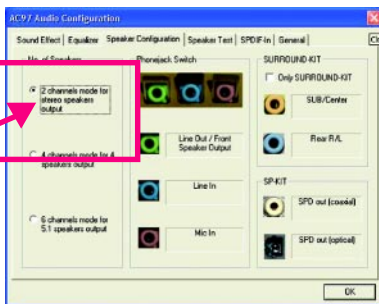 AC97 Audio Configuration
Sound Effect | Equalizer | Speaker Configuration | Speaker Test | SPDIF-In | General
No. of Speakers
2 channels mode for
stereo speakers
output
4 channels mode for 4
speakers output
6 channels mode for
5.1 speakers output
Phonejack Switch
Line Out / Front
Speaker Output
Line In
Mic In
SURROUND-KIT
Only SURROUND-KIT
SUB/Center
Rear R/L
SP-KIT
SPD out (coaxial)
SPD out (optical)
OK